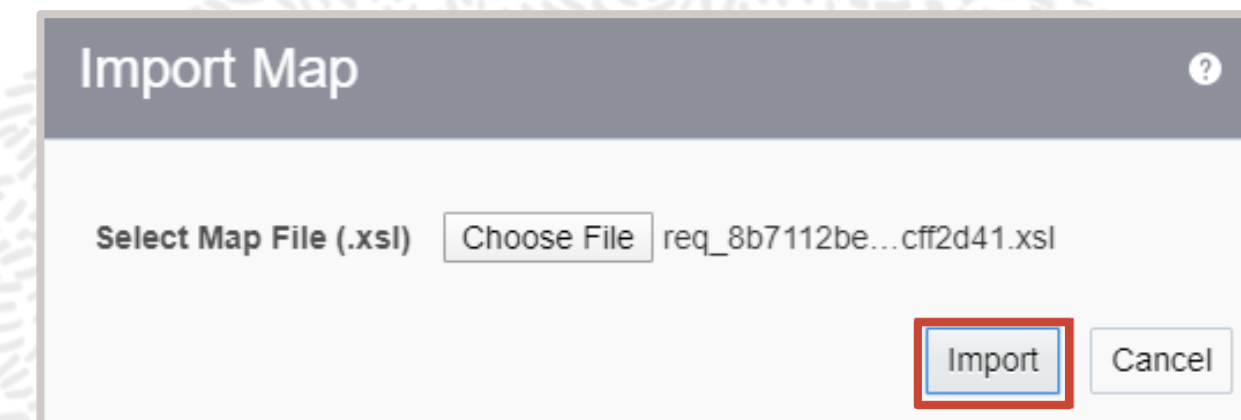 Import Map
?
Select Map File (.xsl) Choose File req_8b7112be...cff2d41.xsl
Import Cancel